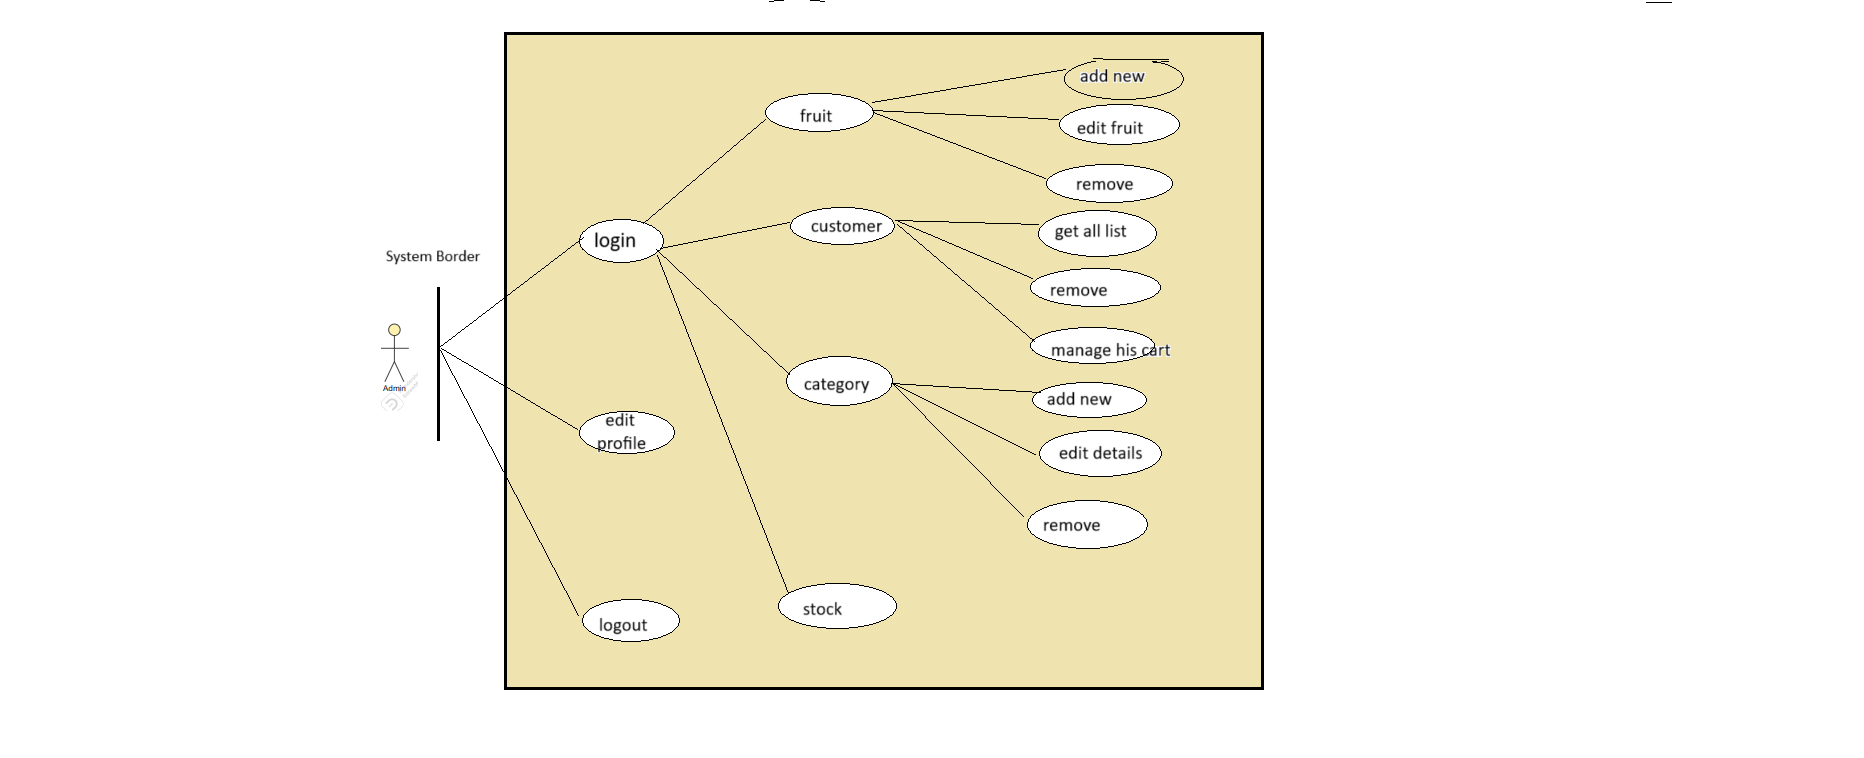 add new
fruit
edit fruit
remove
customer
get all list
login
System Border
remove
manage his cart
Admin
category
add new
edit
profile
edit details
remove
stock
logout